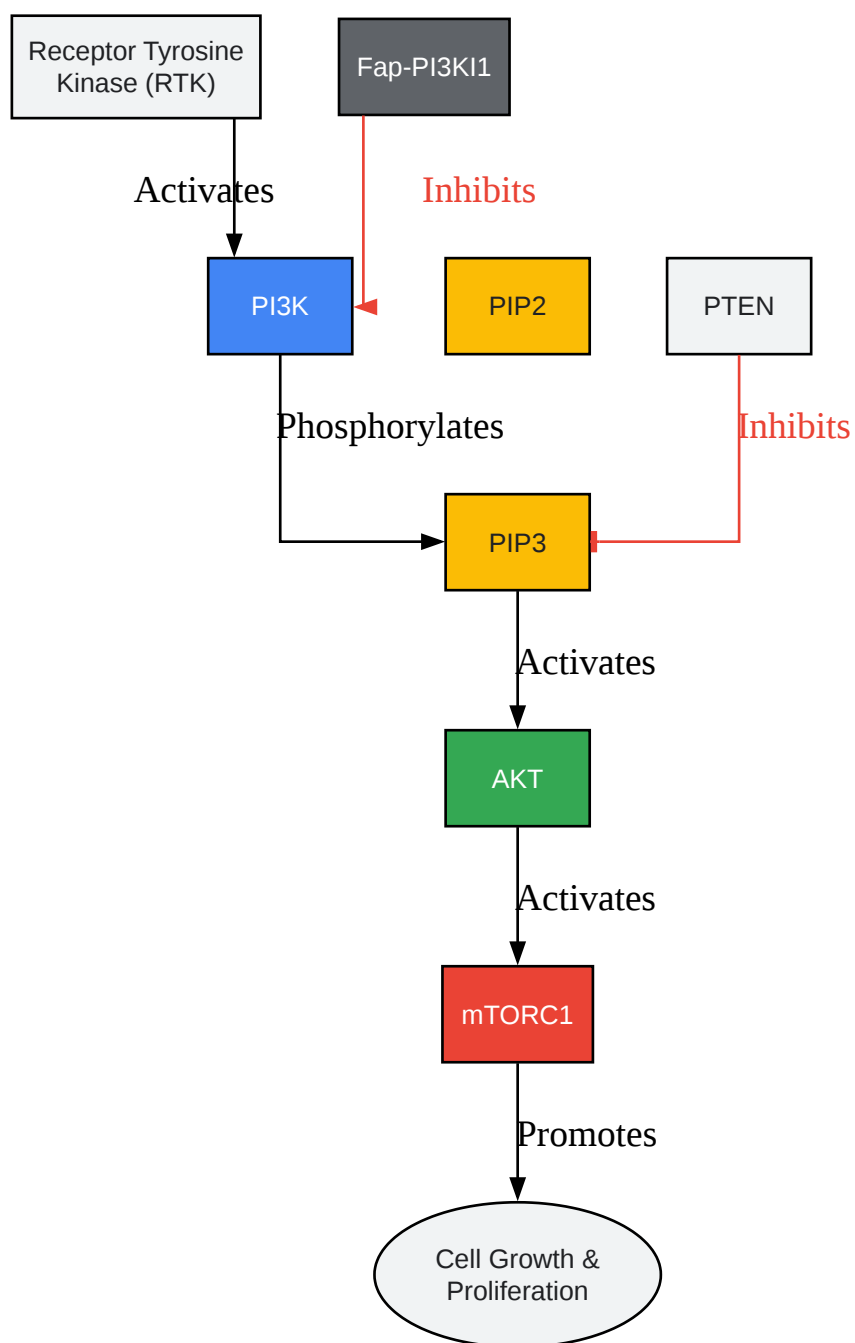 Receptor Tyrosine
Kinase (RTK)
Fap-PI3KI1
Activates
Inhibits
PI3K
PIP2
PTEN
Phosphorylates
Inhibits
PIP3
Activates
AKT
Activates
mTORC1
Promotes
Cell Growth &
Proliferation